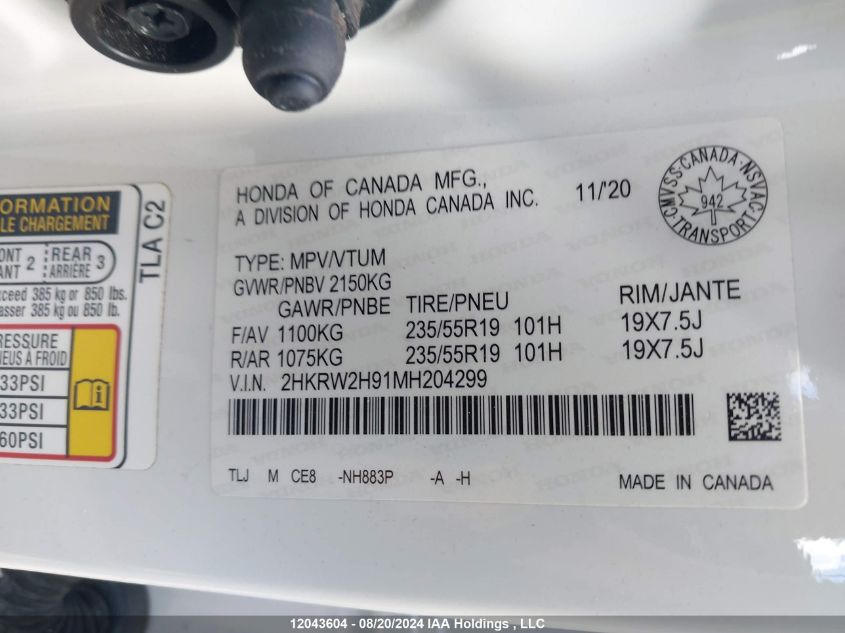 HONDA OF CANADA MFG.,
A DIVISION OF HONDA CANADA INC. 11/'20
CMVSS·CANADA·NSVAC
942
TRANSPORT
TYPE: MPV/VTUM
GVWR/PNBV 2150KG
GAWR/PNBE TIRE/PNEU RIM/JANTE
F/AV 1100KG 235/55R19 101H 19X7.5J
R/AR 1075KG 235/55R19 101H 19X7.5J
V.I.N. 2HKRW2H91MH204299
TLJ M CE8 -NH883P -A -H MADE IN CANADA
ORMATION
LE CHARGEMENT
ONT 2 REAR 3
ANT ARRIÈRE
xceed 385 kg or 850 lbs.
asser 385 kg ou 850 lb.
RESSURE
NEUS À FROID
33PSI
33PSI
60PSI
TLA C2
12043604 - 08/20/2024 IAA Holdings , LLC